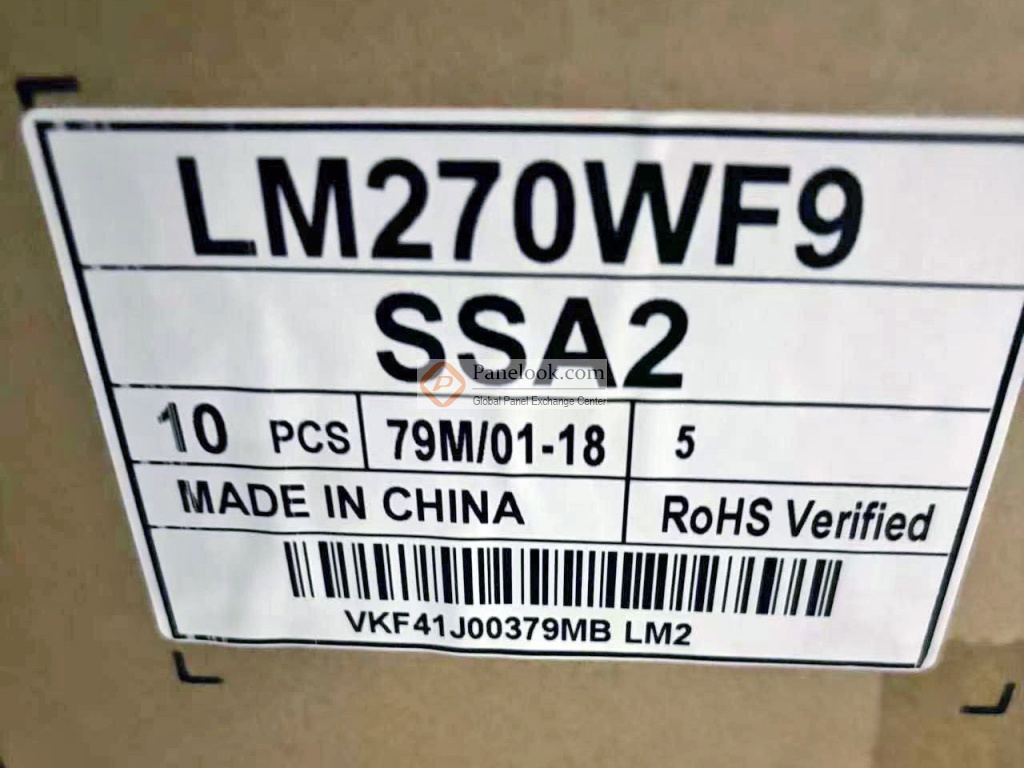 LM270WF9
SSA2
Panelook.com
Global Panel Exchange Center
10 PCS 79M/01-18 5
MADE IN CHINA RoHS Verified
VKF41J00379MB LM2